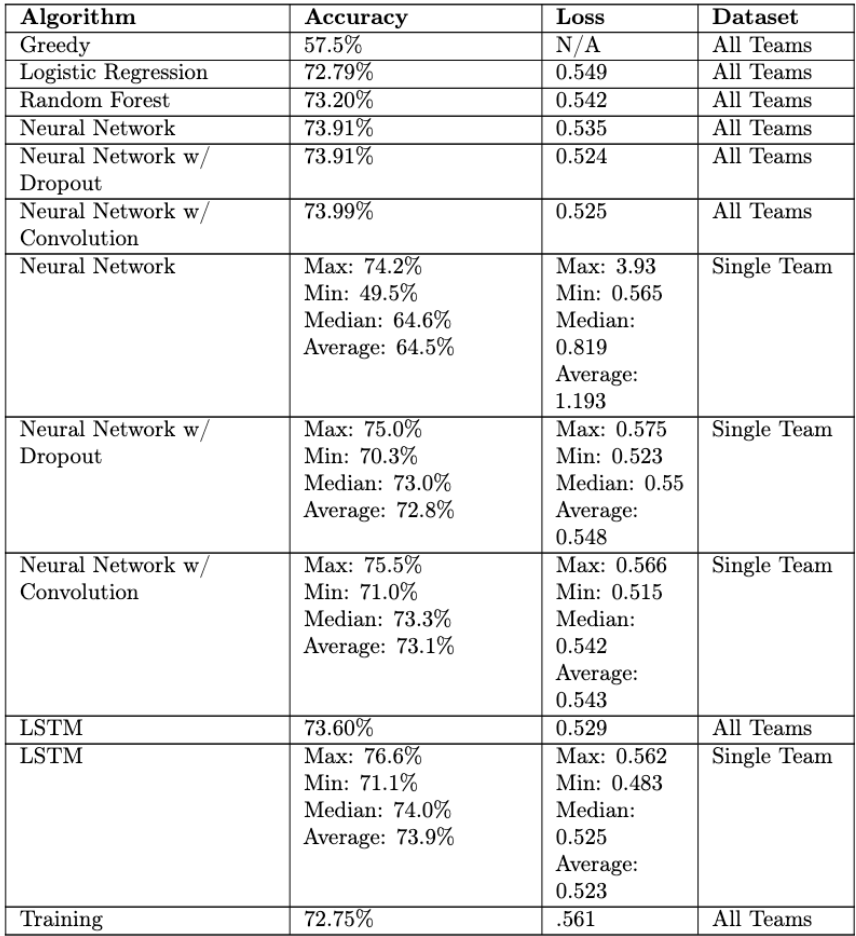 Algorithm Accuracy Loss Dataset
Greedy 57.5% N/A All Teams
Logistic Regression 72.79% 0.549 All Teams
Random Forest 73.20% 0.542 All Teams
Neural Network 73.91% 0.535 All Teams
Neural Network w/ 73.91% 0.524 All Teams
Dropout
Neural Network w/ 73.99% 0.525 All Teams
Convolution
Neural Network Max: 74.2% Max: 3.93 Single Team
Min: 49.5% Min: 0.565
Median: 64.6% Median:
Average: 64.5% 0.819
Average:
1.193
Neural Network w/ Max: 75.0% Max: 0.575 Single Team
Dropout Min: 70.3% Min: 0.523
Median: 73.0% Median: 0.55
Average: 72.8% Average:
0.548
Neural Network w/ Max: 75.5% Max: 0.566 Single Team
Convolution Min: 71.0% Min: 0.515
Median: 73.3% Median:
Average: 73.1% 0.542
Average:
0.543
LSTM 73.60% 0.529 All Teams
LSTM Max: 76.6% Max: 0.562 Single Team
Min: 71.1% Min: 0.483
Median: 74.0% Median:
Average: 73.9% 0.525
Average:
0.523
Training 72.75% .561 All Teams